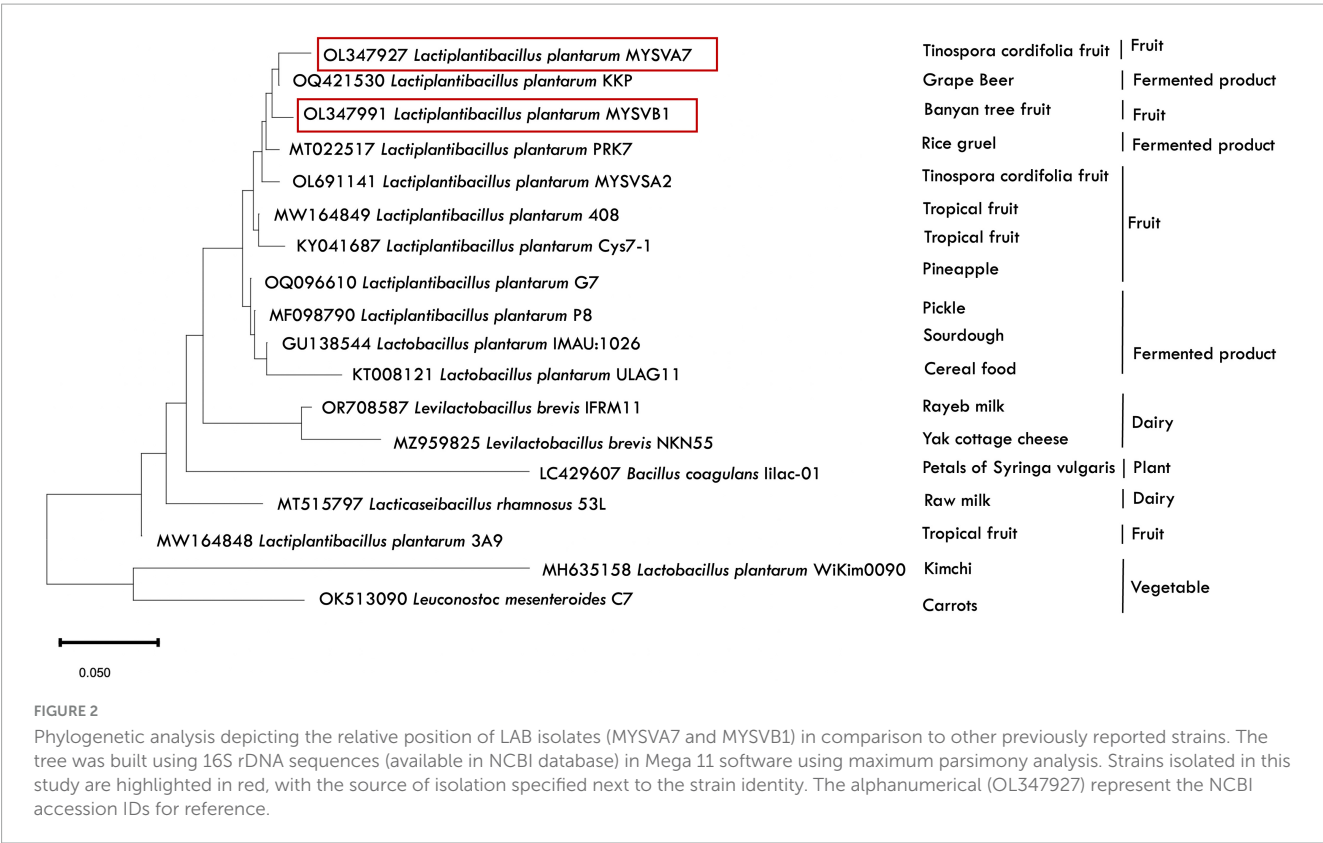 OL347927 Lactiplantibacillus plantarum MYSVA7 Tinospora cordifolia fruit Fruit
OQ421530 Lactiplantibacillus plantarum KKP Grape Beer Fermented product
OL347991 Lactiplantibacillus plantarum MYSVB1 Banyan tree fruit Fruit
MT022517 Lactiplantibacillus plantarum PRK7 Rice gruel Fermented product
OL691141 Lactiplantibacillus plantarum MYSVSA2 Tinospora cordifolia fruit
MW164849 Lactiplantibacillus plantarum 408 Tropical fruit Fruit
KY041687 Lactiplantibacillus plantarum Cys7-1 Tropical fruit
OQ096610 Lactiplantibacillus plantarum G7 Pineapple
MF098790 Lactiplantibacillus plantarum P8 Pickle
GU138544 Lactobacillus plantarum IMAU:1026 Sourdough Fermented product
KT008121 Lactobacillus plantarum ULAG11 Cereal food
OR708587 Levilactobacillus brevis IFRM11 Rayeb milk Dairy
MZ959825 Levilactobacillus brevis NKN55 Yak cottage cheese
LC429607 Bacillus coagulans lilac-01 Petals of Syringa vulgaris Plant
MT515797 Lacticaseibacillus rhamnosus 53L Raw milk Dairy
MW164848 Lactiplantibacillus plantarum 3A9 Tropical fruit Fruit
MH635158 Lactobacillus plantarum WiKim0090 Kimchi Vegetable
OK513090 Leuconostoc mesenteroides C7 Carrots
0.050
FIGURE 2
Phylogenetic analysis depicting the relative position of LAB isolates (MYSVA7 and MYSVB1) in comparison to other previously reported strains. The
tree was built using 16S rDNA sequences (available in NCBI database) in Mega 11 software using maximum parsimony analysis. Strains isolated in this
study are highlighted in red, with the source of isolation specified next to the strain identity. The alphanumerical (OL347927) represent the NCBI
accession IDs for reference.